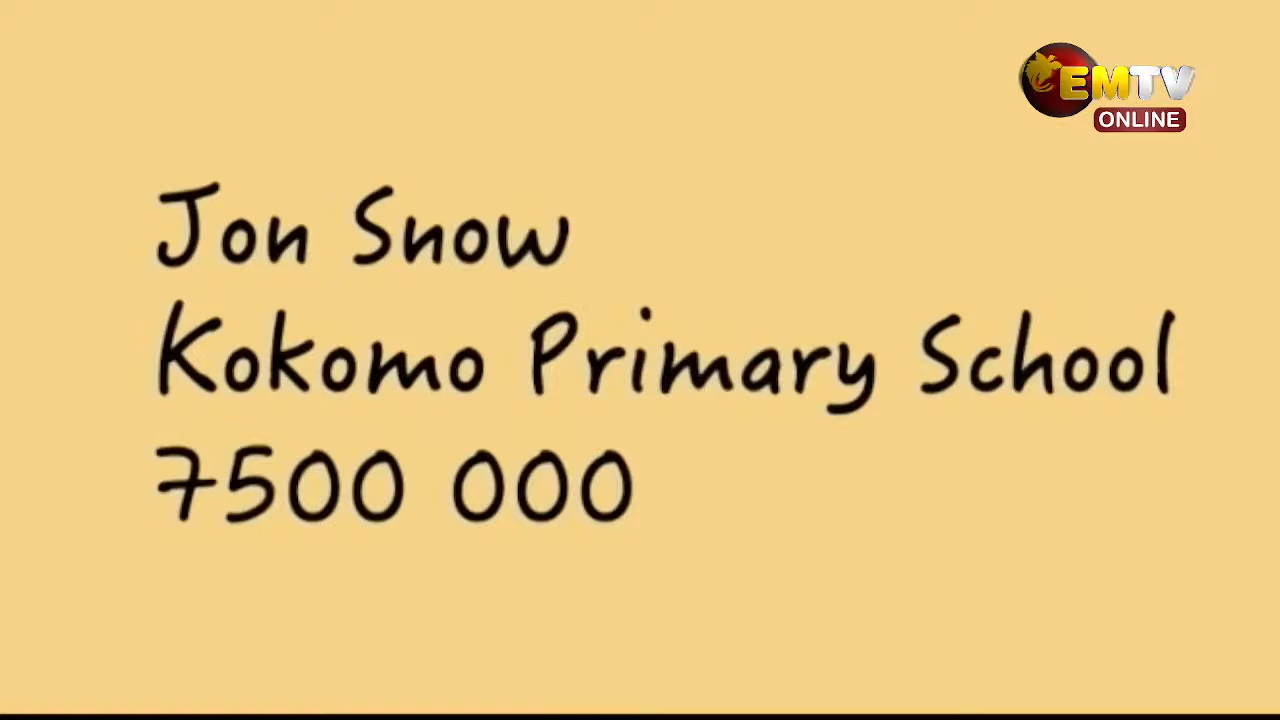 EMTV
ONLINE
Jon Snow
Kokomo Primary School
7500 000